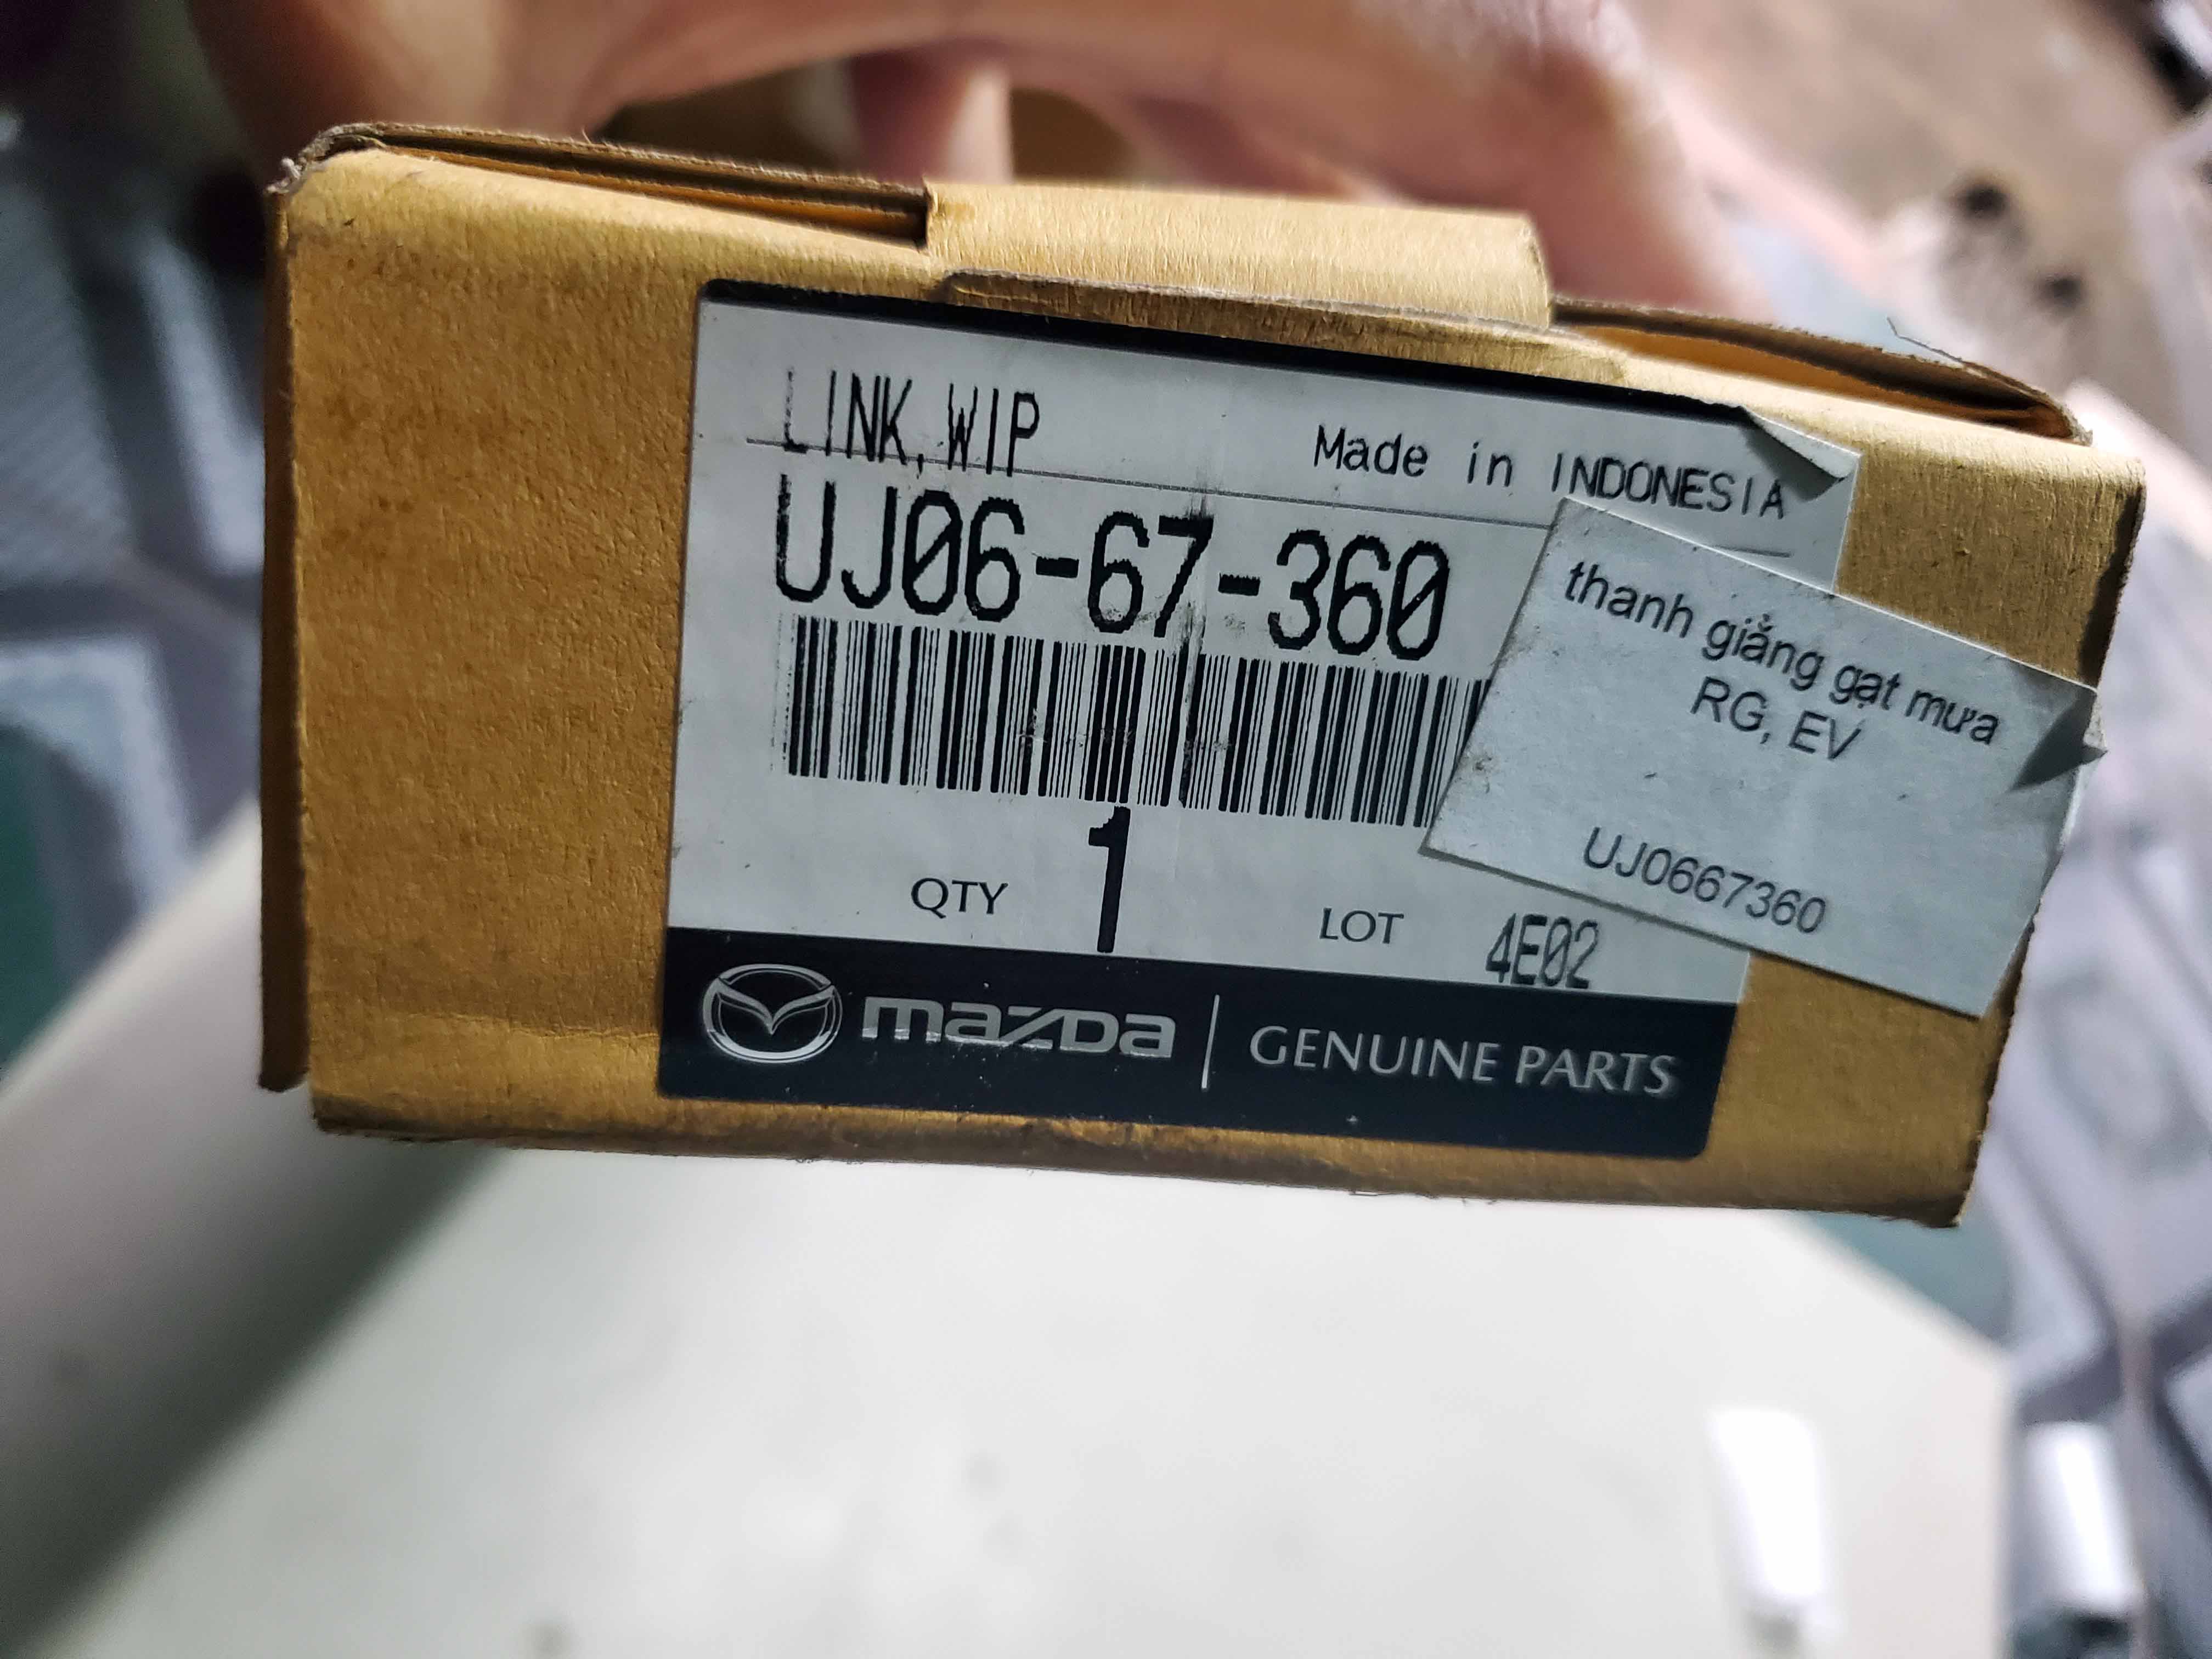 LINK, WIP
Made in INDONESIA
UJ06-67-360
thanh giằng gạt mưa
RG, EV
UJ0667360
QTY 1
LOT 4E02
mazda | GENUINE PARTS